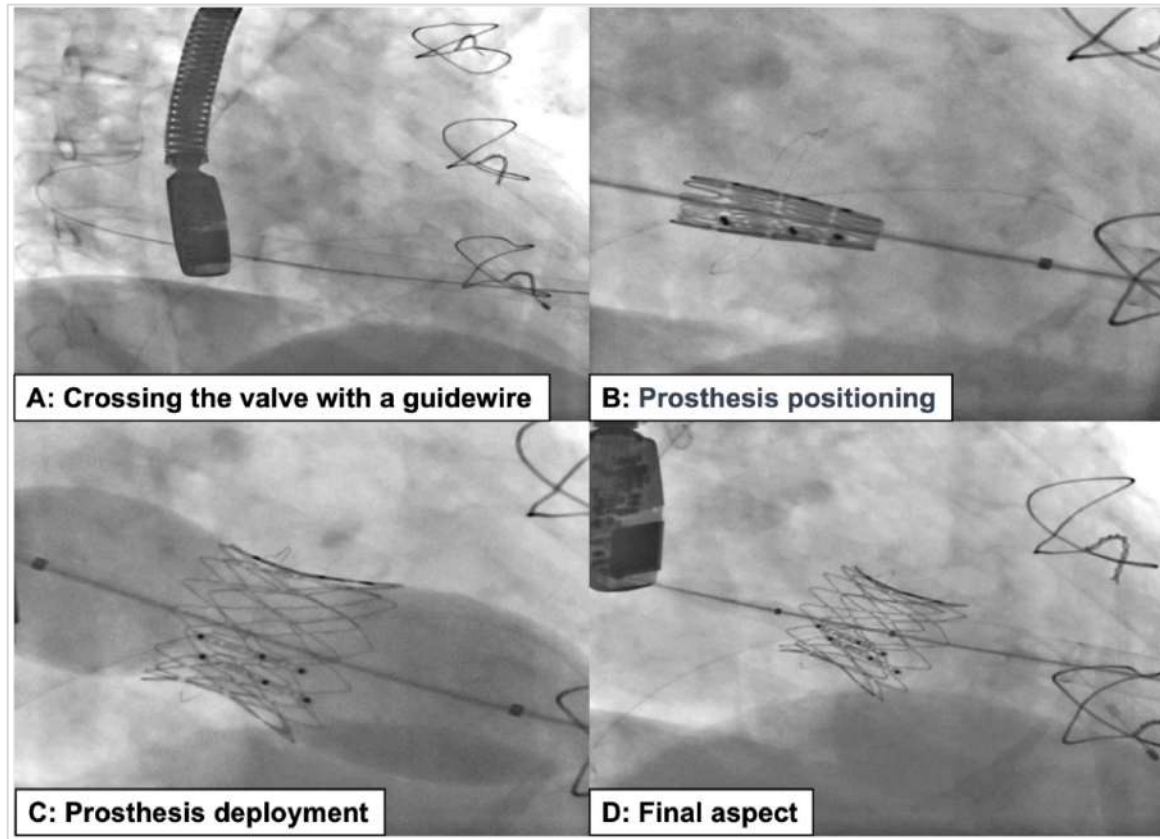 A: Crossing the valve with a guidewire
B: Prosthesis positioning
C: Prosthesis deployment
D: Final aspect